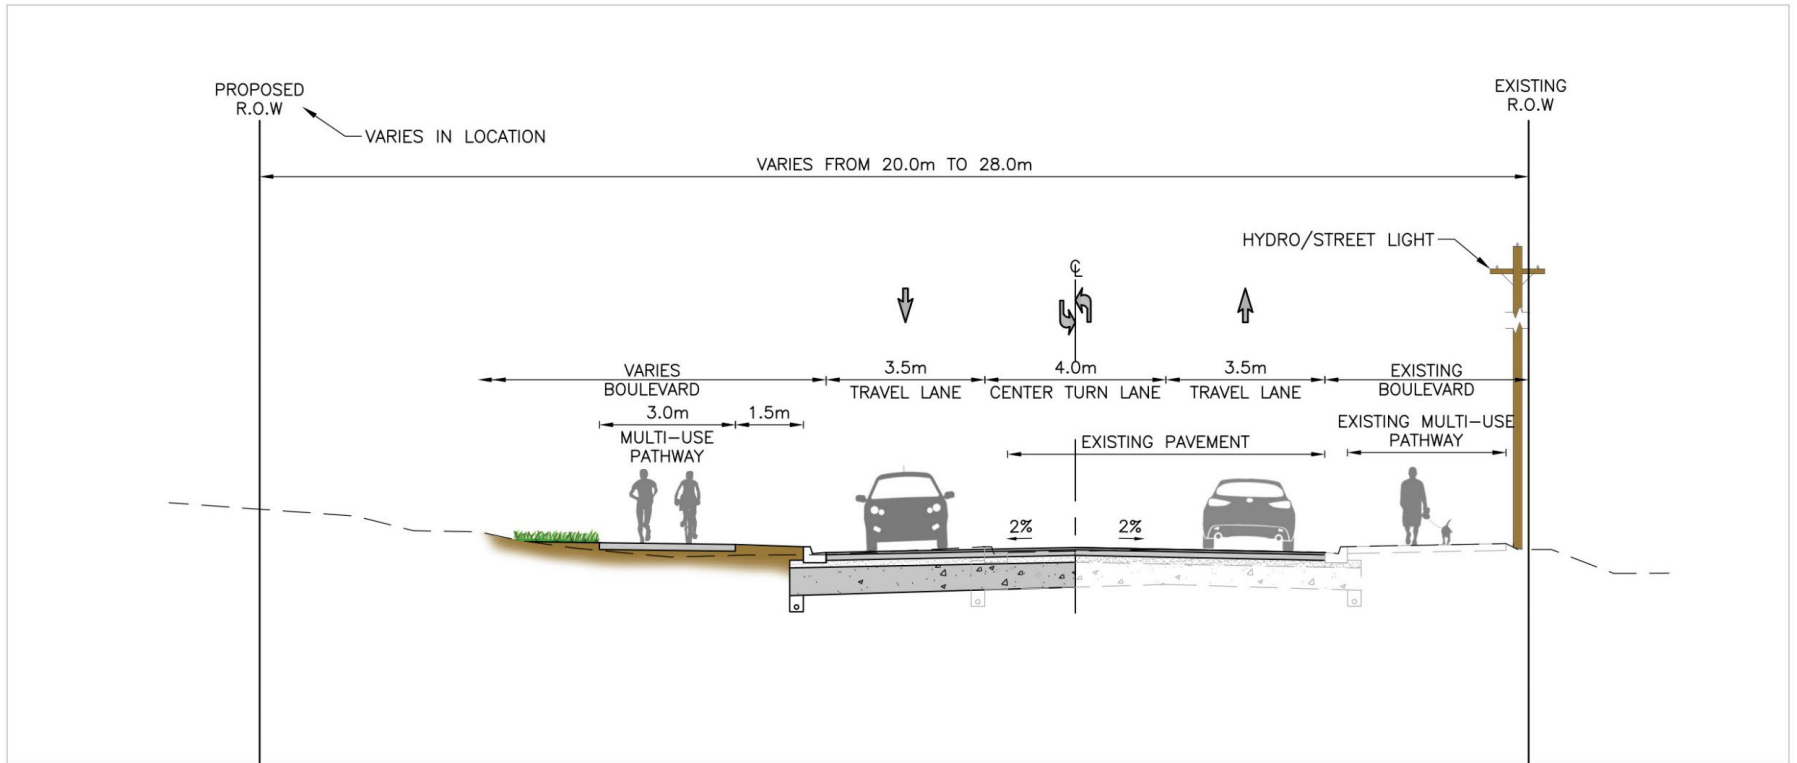 PROPOSED
R.O.W
EXISTING
R.O.W
VARIES IN LOCATION
VARIES FROM 20.0m TO 28.0m
HYDRO/STREET LIGHT
℄
VARIES
BOULEVARD
3.5m
TRAVEL LANE
4.0m
CENTER TURN LANE
3.5m
TRAVEL LANE
EXISTING
BOULEVARD
3.0m
1.5m
MULTI-USE
PATHWAY
EXISTING PAVEMENT
EXISTING MULTI-USE
PATHWAY
2%
2%